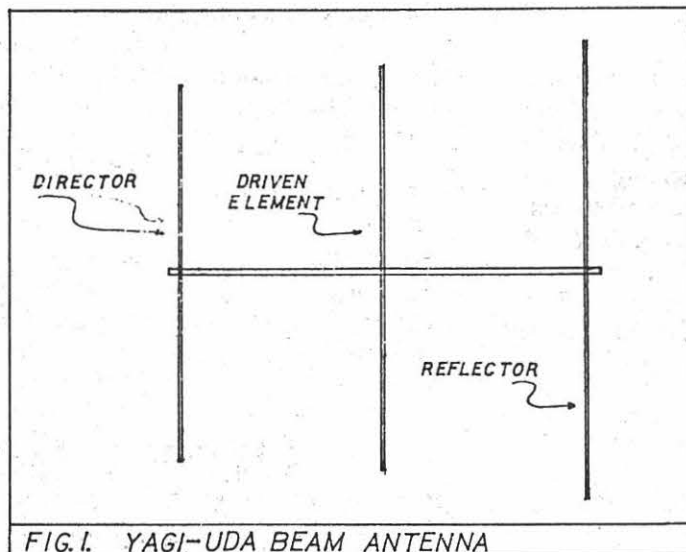 DIRECTOR
DRIVEN
ELEMENT
REFLECTOR
FIG.1. YAGI-UDA BEAM ANTENNA